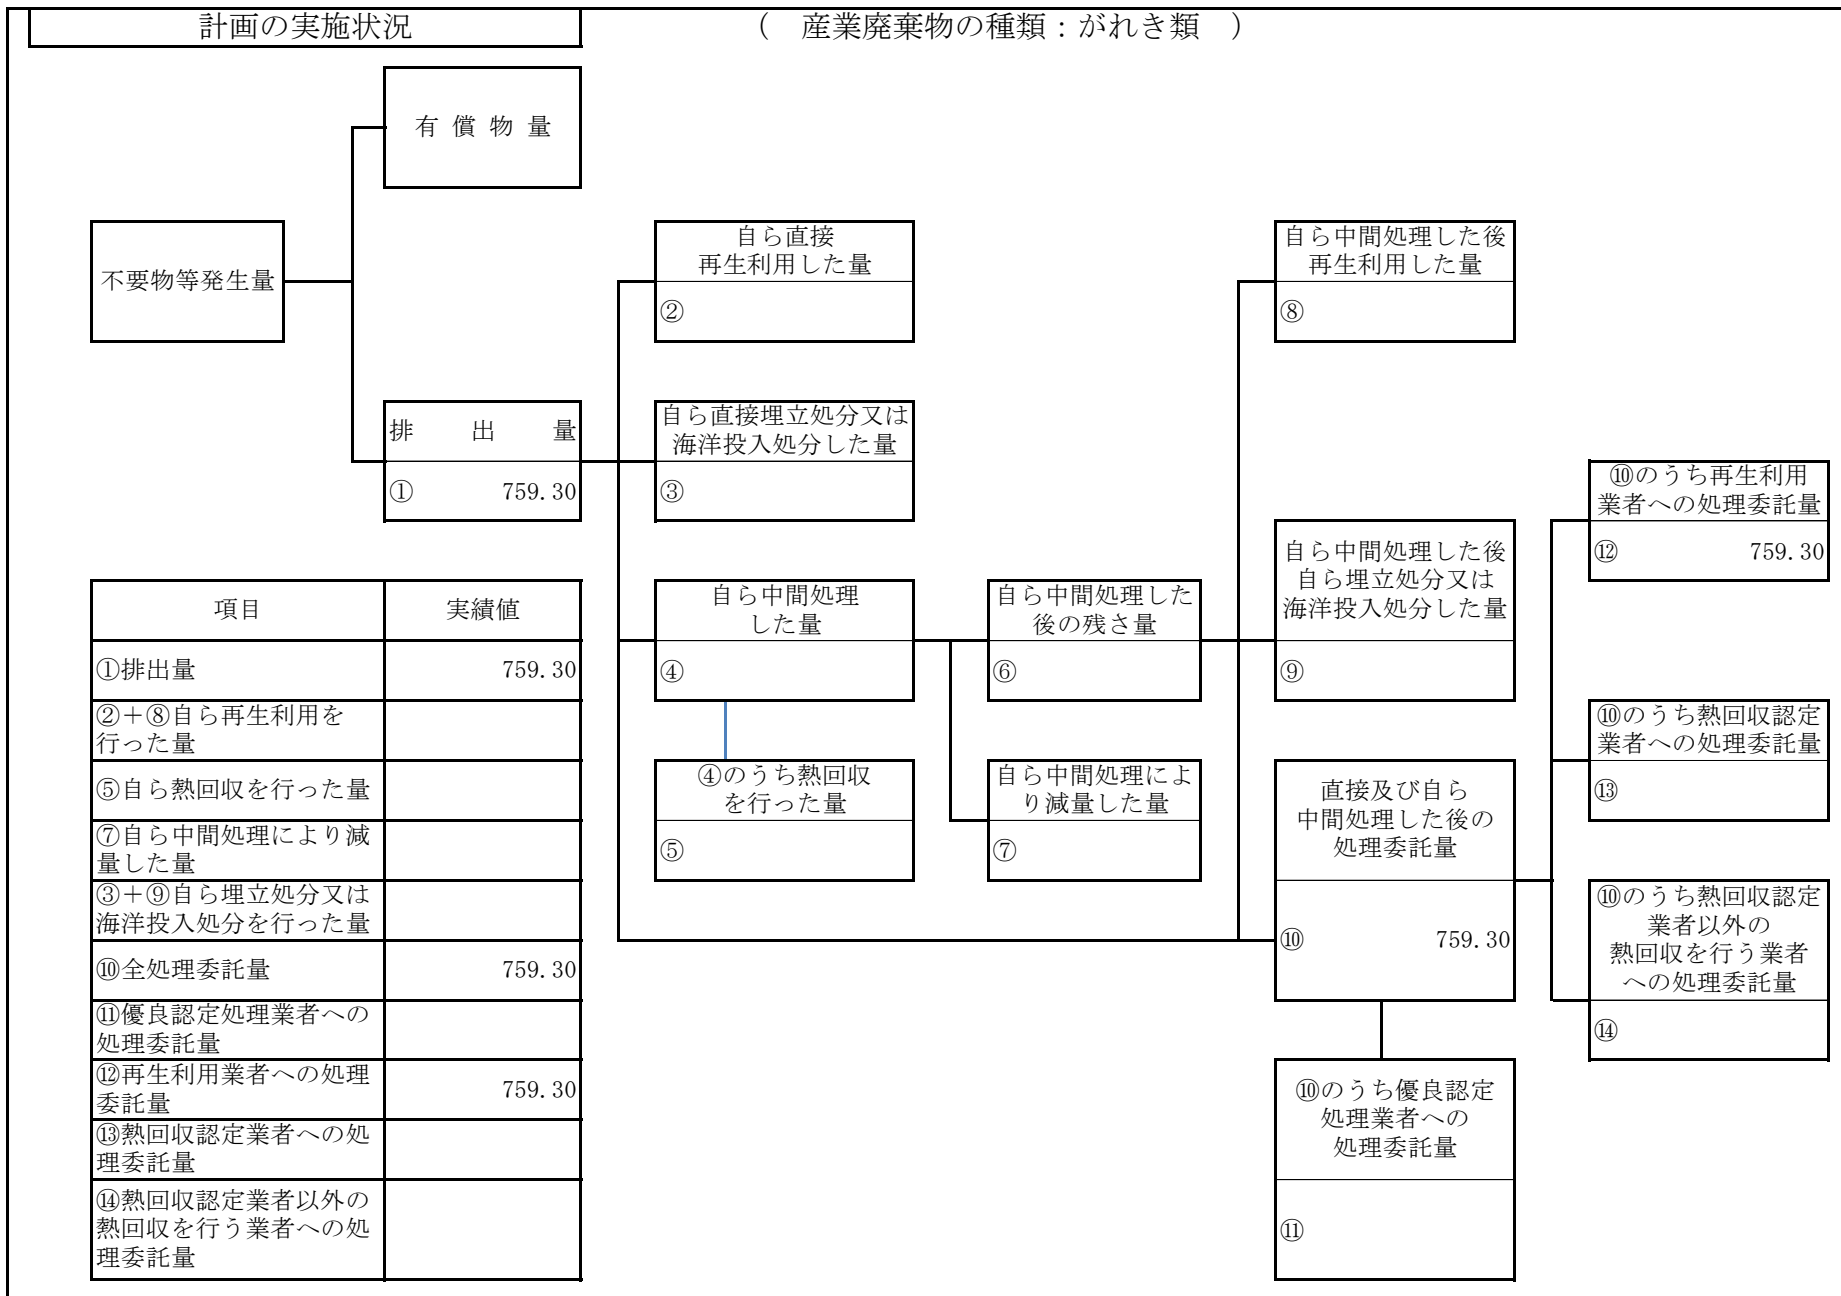 計画の実施状況
（　産業廃棄物の種類：がれき類　）
有償物量
不要物等発生量
自ら直接
再生利用した量
②
自ら中間処理した後
再生利用した量
⑧
排出量
① 759.30
自ら直接埋立処分又は
海洋投入処分した量
③
⑩のうち再生利用
業者への処理委託量
⑫ 759.30
自ら中間処理した後
自ら埋立処分又は
海洋投入処分した量
⑨
自ら中間処理
した量
④
自ら中間処理した
後の残さ量
⑥
④のうち熱回収
を行った量
⑤
自ら中間処理によ
り減量した量
⑦
直接及び自ら
中間処理した後の
処理委託量
⑩ 759.30
⑩のうち熱回収認定
業者への処理委託量
⑬
⑩のうち熱回収認定
業者以外の
熱回収を行う業者
への処理委託量
⑭
⑩のうち優良認定
処理業者への
処理委託量
⑪
項目 実績値
①排出量 759.30
②＋⑧自ら再生利用を
行った量
⑤自ら熱回収を行った量
⑦自ら中間処理により減
量した量
③＋⑨自ら埋立処分又は
海洋投入処分を行った量
⑩全処理委託量 759.30
⑪優良認定処理業者への
処理委託量
⑫再生利用業者への処理
委託量 759.30
⑬熱回収認定業者への処
理委託量
⑭熱回収認定業者以外の
熱回収を行う業者への処
理委託量